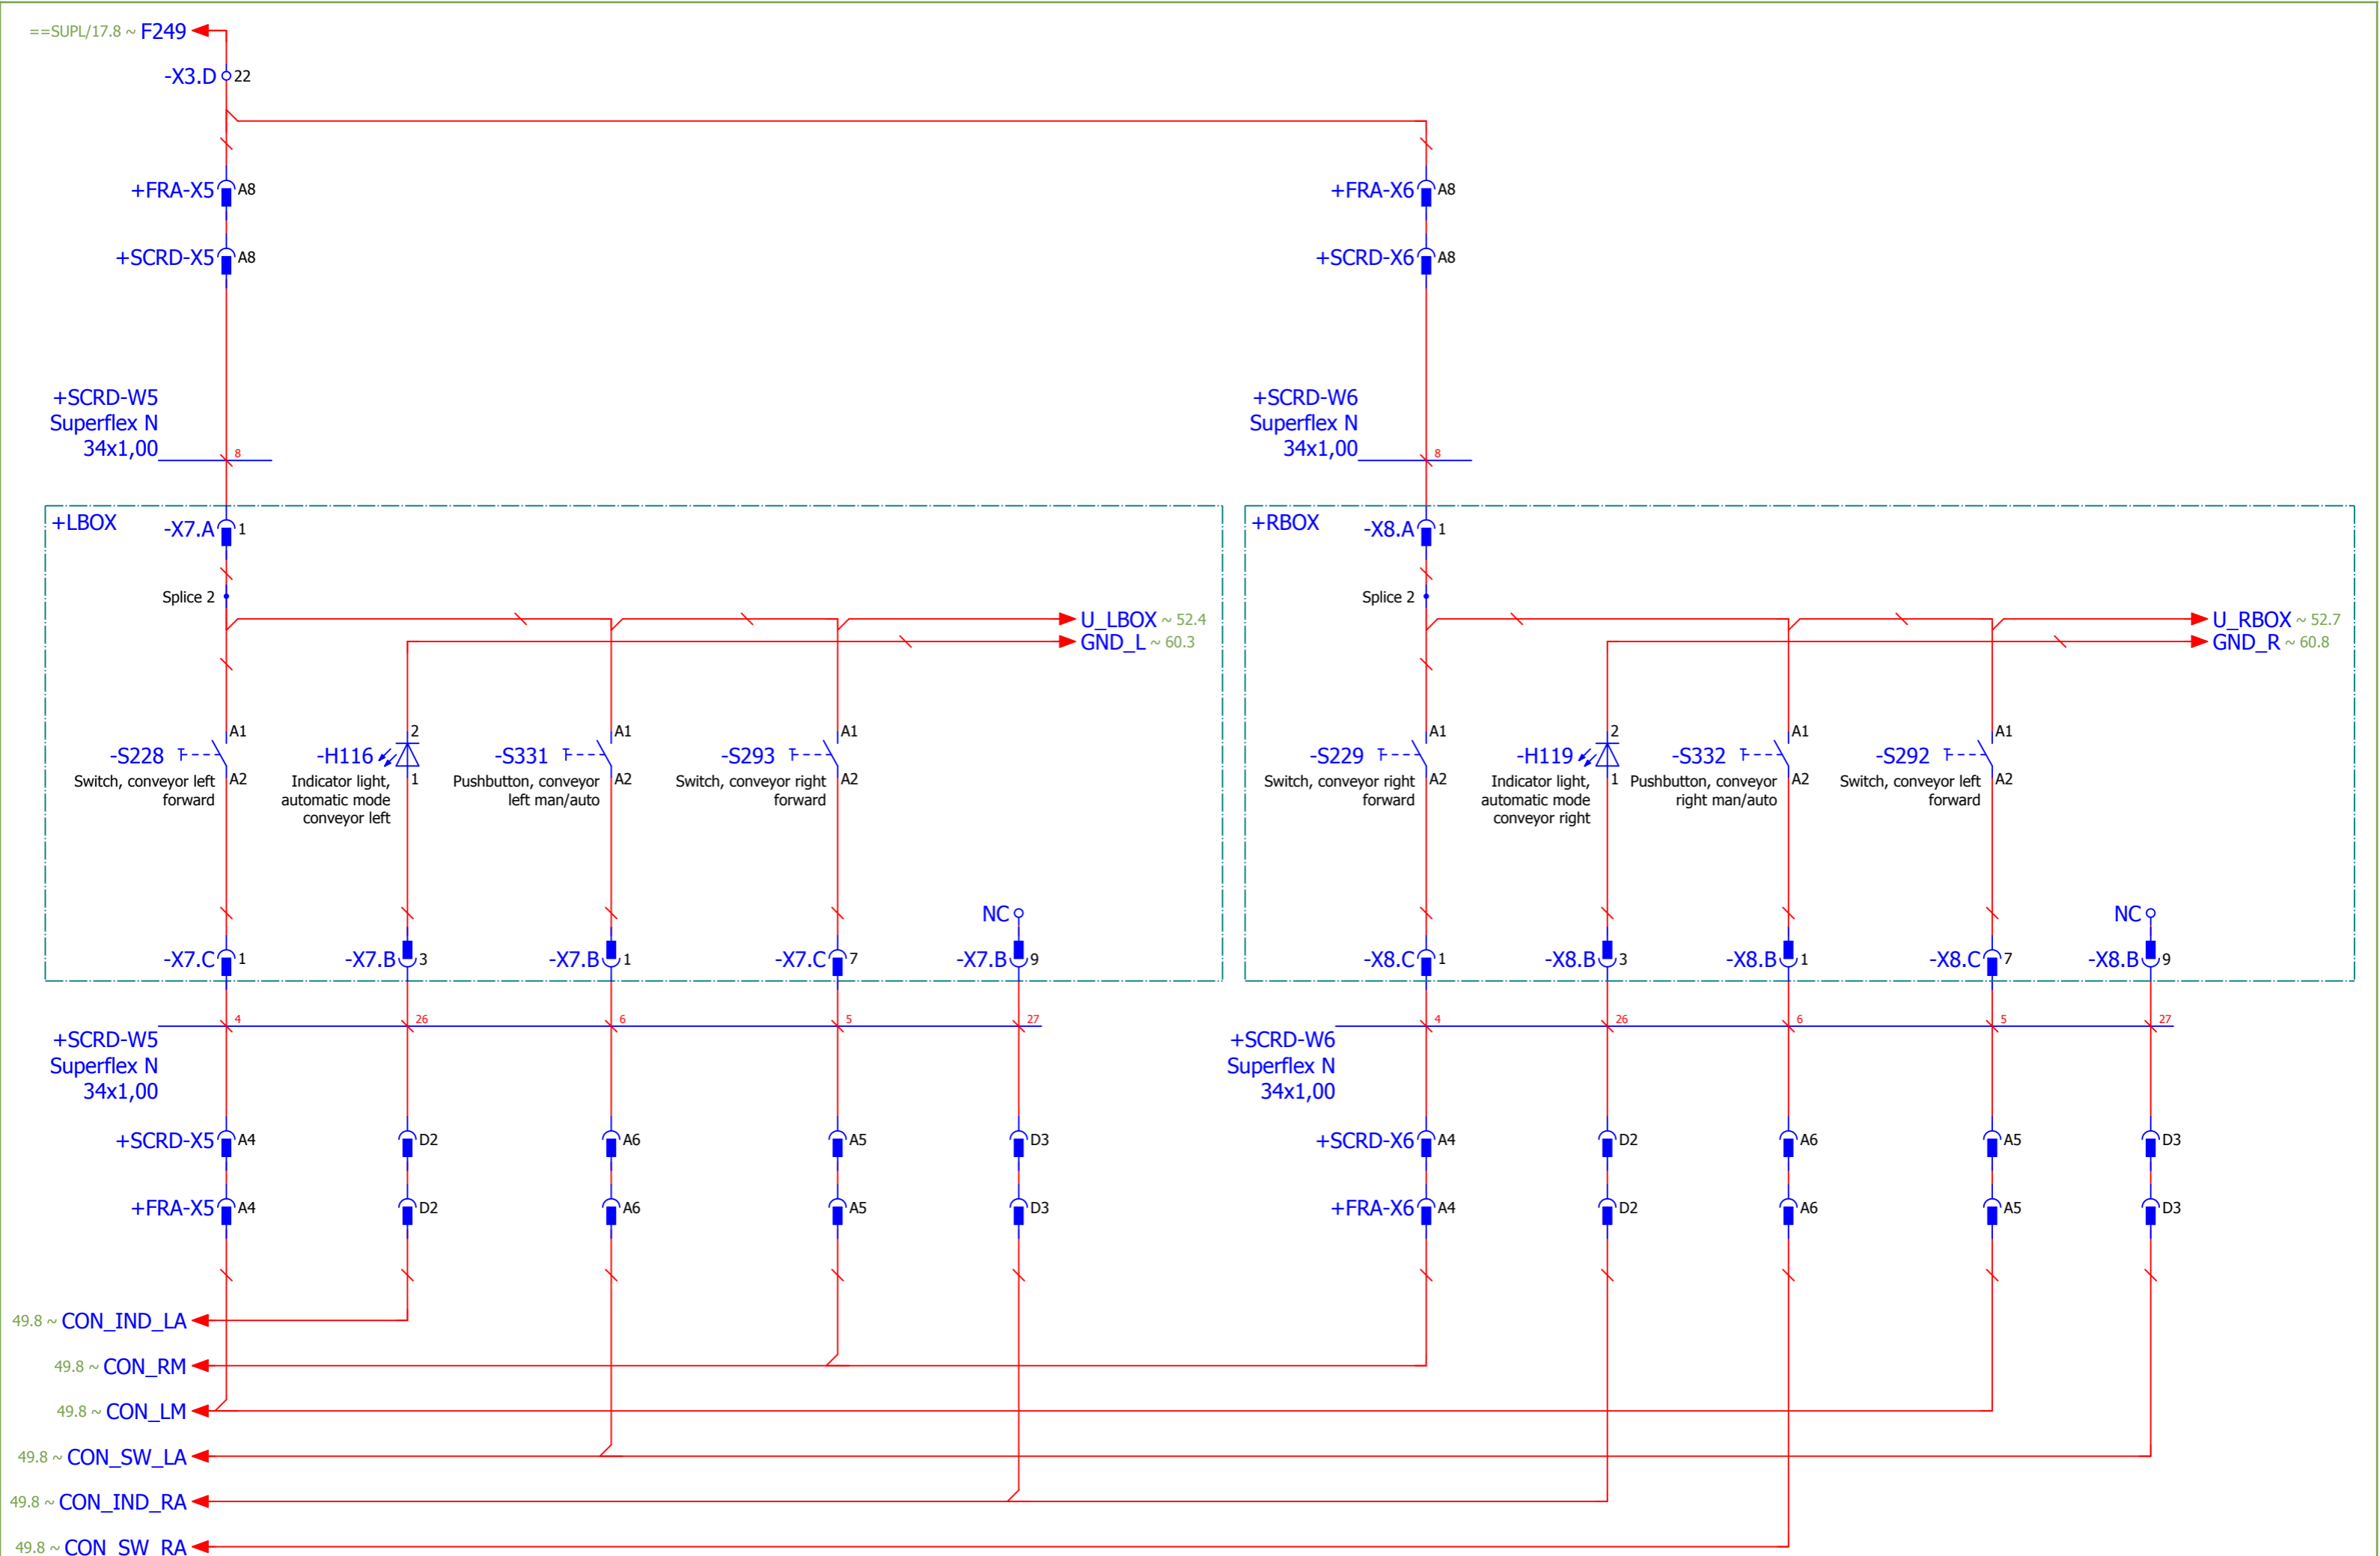 ==SUPL/17.8 ~ F249
-X3.D 22
+FRA-X5 A8
+FRA-X6 A8
+SCRD-X5 A8
+SCRD-X6 A8
+SCRD-W5
Superflex N
34x1,00
8
+SCRD-W6
Superflex N
34x1,00
8
+LBOX
-X7.A 1
Splice 2
U_LBOX ~ 52.4
GND_L ~ 60.3
-S228
A1
A2
Switch, conveyor left
forward
-H116
2
1
Indicator light,
automatic mode
conveyor left
-S331
A1
A2
Pushbutton, conveyor
left man/auto
-S293
A1
A2
Switch, conveyor right
forward
NC
-X7.C 1
-X7.B 3
-X7.B 1
-X7.C 7
-X7.B 9
+RBOX
-X8.A 1
Splice 2
U_RBOX ~ 52.7
GND_R ~ 60.8
-S229
A1
A2
Switch, conveyor right
forward
-H119
2
1
Indicator light,
automatic mode
conveyor right
-S332
A1
A2
Pushbutton, conveyor
right man/auto
-S292
A1
A2
Switch, conveyor left
forward
NC
-X8.C 1
-X8.B 3
-X8.B 1
-X8.C 7
-X8.B 9
4 26 6 5 27
+SCRD-W5
Superflex N
34x1,00
4 26 6 5 27
+SCRD-W6
Superflex N
34x1,00
+SCRD-X5 A4 D2 A6 A5 D3
+SCRD-X6 A4 D2 A6 A5 D3
+FRA-X5 A4 D2 A6 A5 D3
+FRA-X6 A4 D2 A6 A5 D3
49.8 ~ CON_IND_LA
49.8 ~ CON_RM
49.8 ~ CON_LM
49.8 ~ CON_SW_LA
49.8 ~ CON_IND_RA
49.8 ~ CON_SW_RA